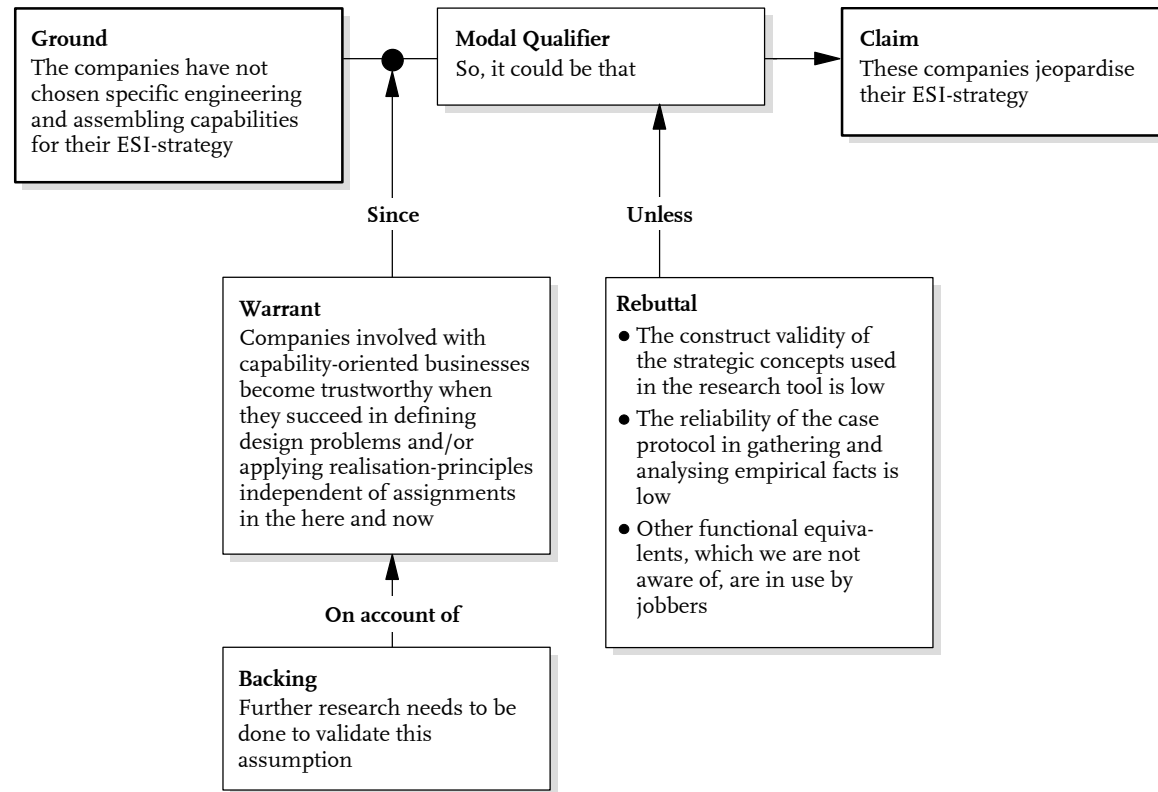 Ground
The companies have not
chosen specific engineering
and assembling capabilities
for their ESI-strategy
Modal Qualifier
So, it could be that
Claim
These companies jeopardise
their ESI-strategy
Since
Unless
Warrant
Companies involved with
capability-oriented businesses
become trustworthy when
they succeed in defining
design problems and/or
applying realisation-principles
independent of assignments
in the here and now
Rebuttal
● The construct validity of
the strategic concepts used
in the research tool is low
● The reliability of the case
protocol in gathering and
analysing empirical facts is
low
● Other functional equiva-
lents, which we are not
aware of, are in use by
jobbers
On account of
Backing
Further research needs to be
done to validate this
assumption